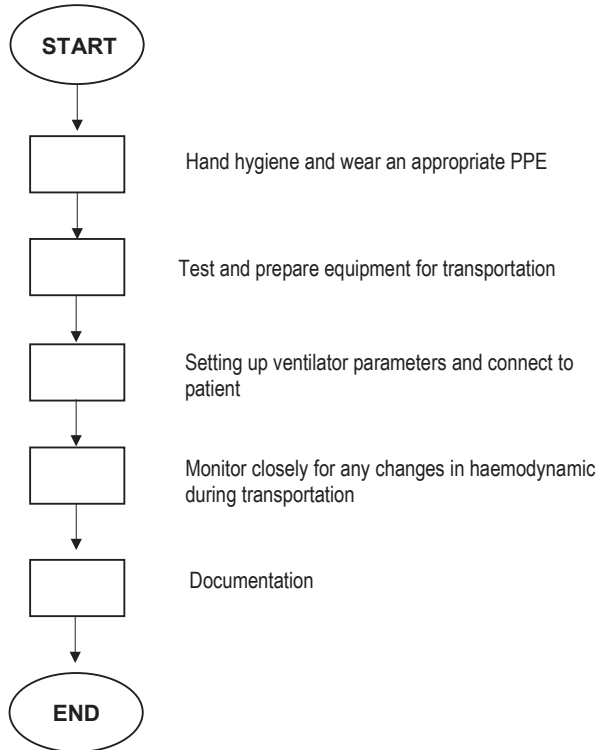 START
Hand hygiene and wear an appropriate PPE
Test and prepare equipment for transportation
Setting up ventilator parameters and connect to
patient
Monitor closely for any changes in haemodynamic
during transportation
Documentation
END